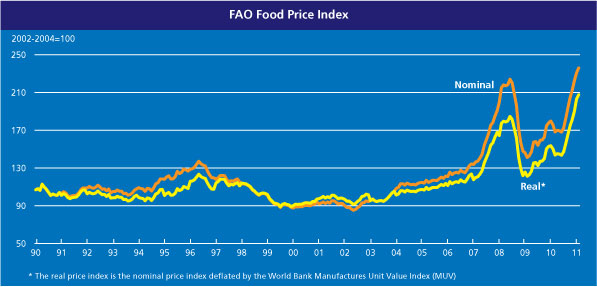 FAO Food Price Index
2002-2004=100
250
210
170
130
90
50
Nominal
Real*
90 91 92 93 94 95 96 97 98 99 00 01 02 03 04 05 06 07 08 09 10 11
* The real price index is the nominal price index deflated by the World Bank Manufactures Unit Value Index (MUV)